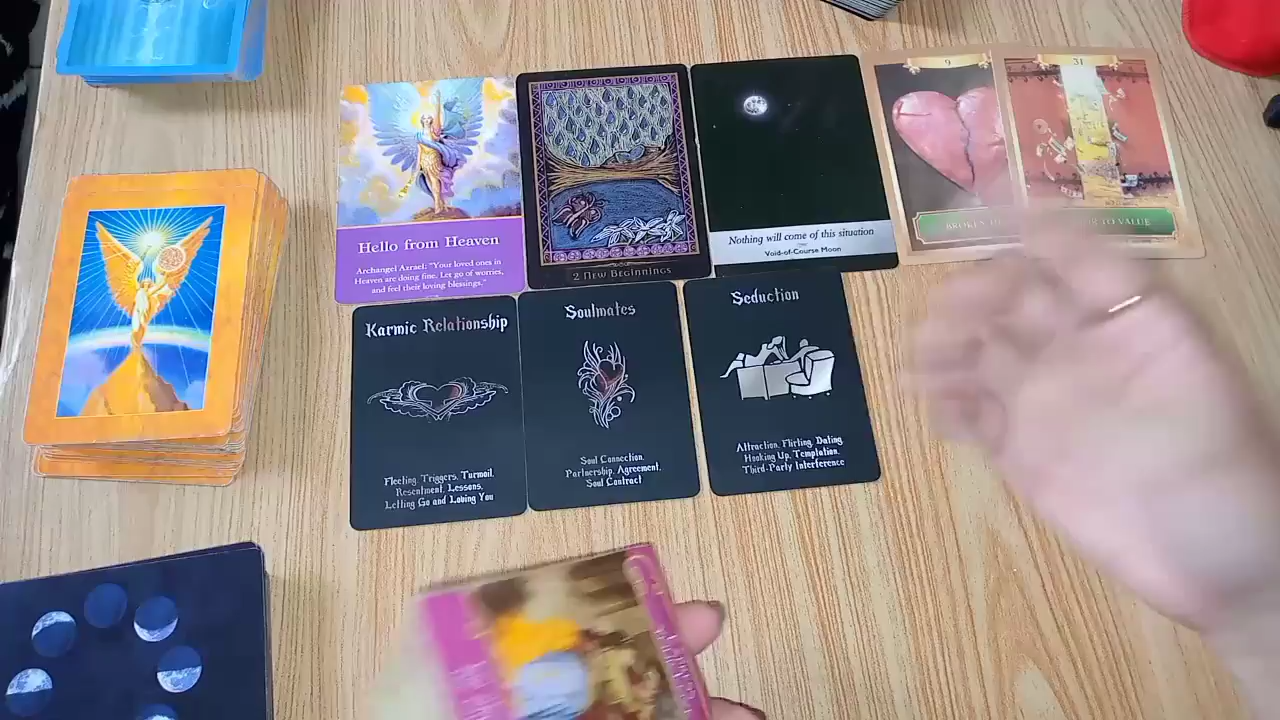 Hello from Heaven
Archangel Azrael: "Your loved ones in
Heaven are doing fine. Let go of worries,
and feel their loving blessings."
2 New Beginnings
Nothing will come of this situation
Void-of-Course Moon
9
31
TO VALUE
Karmic Relationship
Fleeting, Triggers, Turmoil,
Resentment, Lessons,
Letting Go and Loving You
Soulmates
Soul Connection,
Partnership, Agreement,
Soul Contract
Seduction
Attraction, Flirting, Dating,
Hooking Up, Temptation,
Third-Party Interference